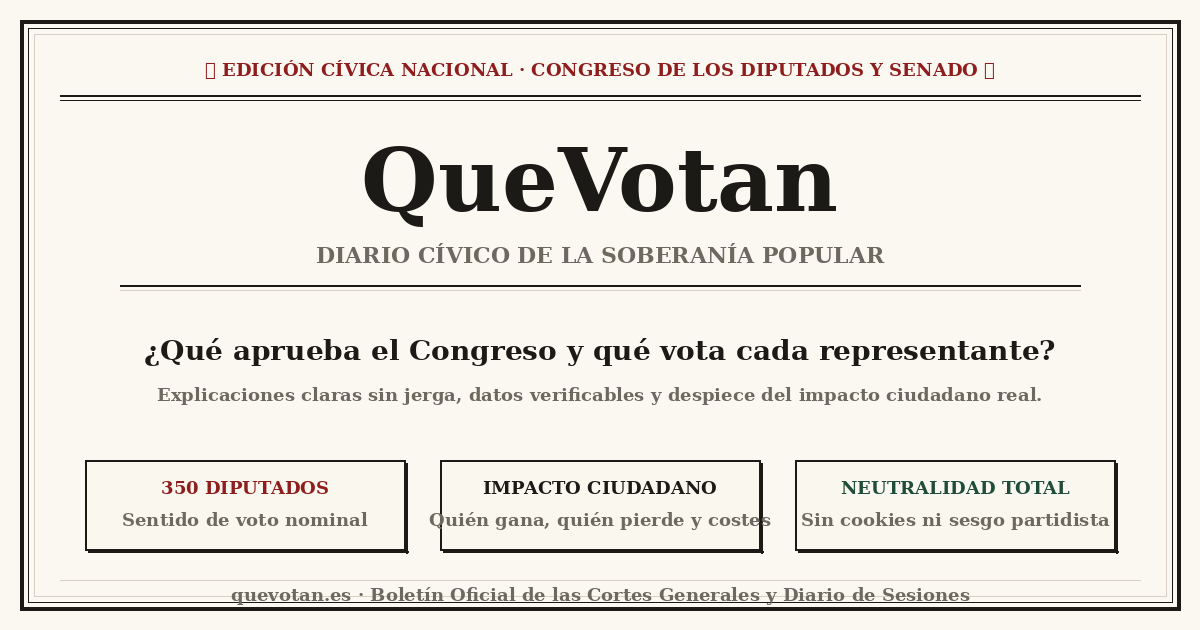 EDICIÓN CÍVICA NACIONAL · CONGRESO DE LOS DIPUTADOS Y SENADO
QueVotan
DIARIO CÍVICO DE LA SOBERANÍA POPULAR
¿Qué aprueba el Congreso y qué vota cada representante?
Explicaciones claras sin jerga, datos verificables y despiece del impacto ciudadano real.
350 DIPUTADOS
Sentido de voto nominal
IMPACTO CIUDADANO
Quién gana, quién pierde y costes
NEUTRALIDAD TOTAL
Sin cookies ni sesgo partidista
quevotan.es · Boletín Oficial de las Cortes Generales y Diario de Sesiones